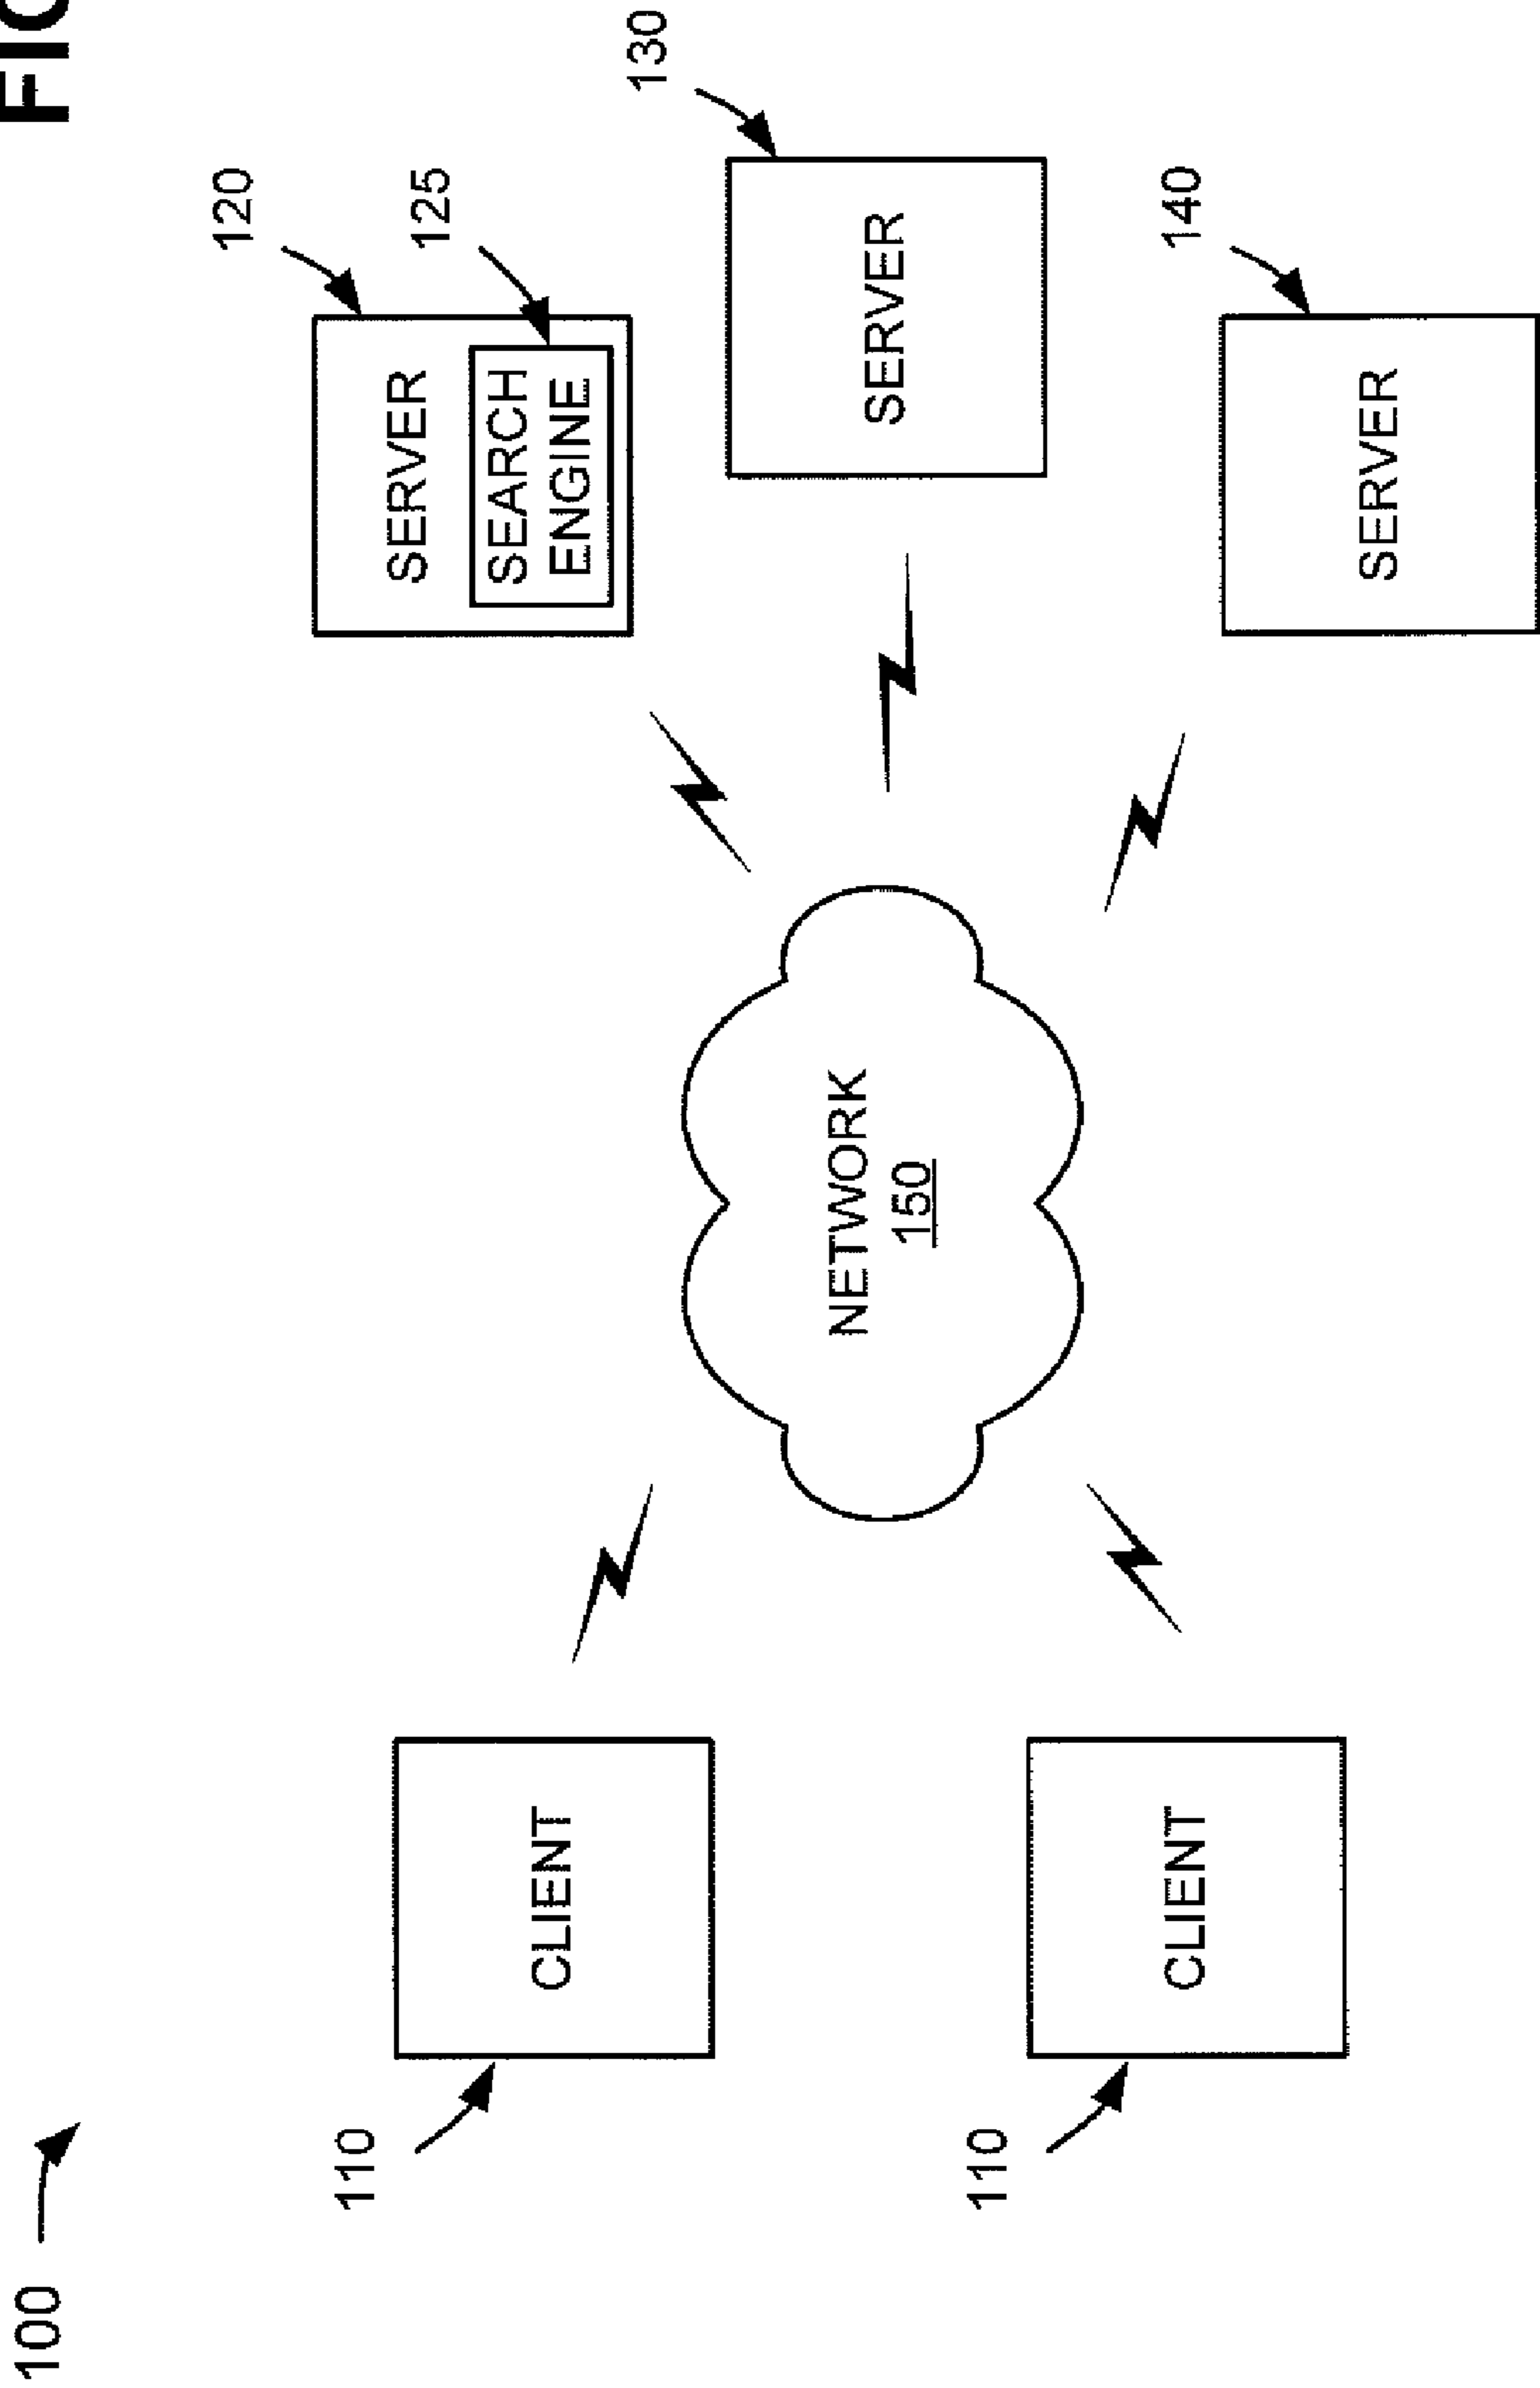 FIG
100
120
SERVER
125
SEARCH
ENGINE
130
SERVER
140
SERVER
NETWORK
150
110
CLIENT
110
CLIENT